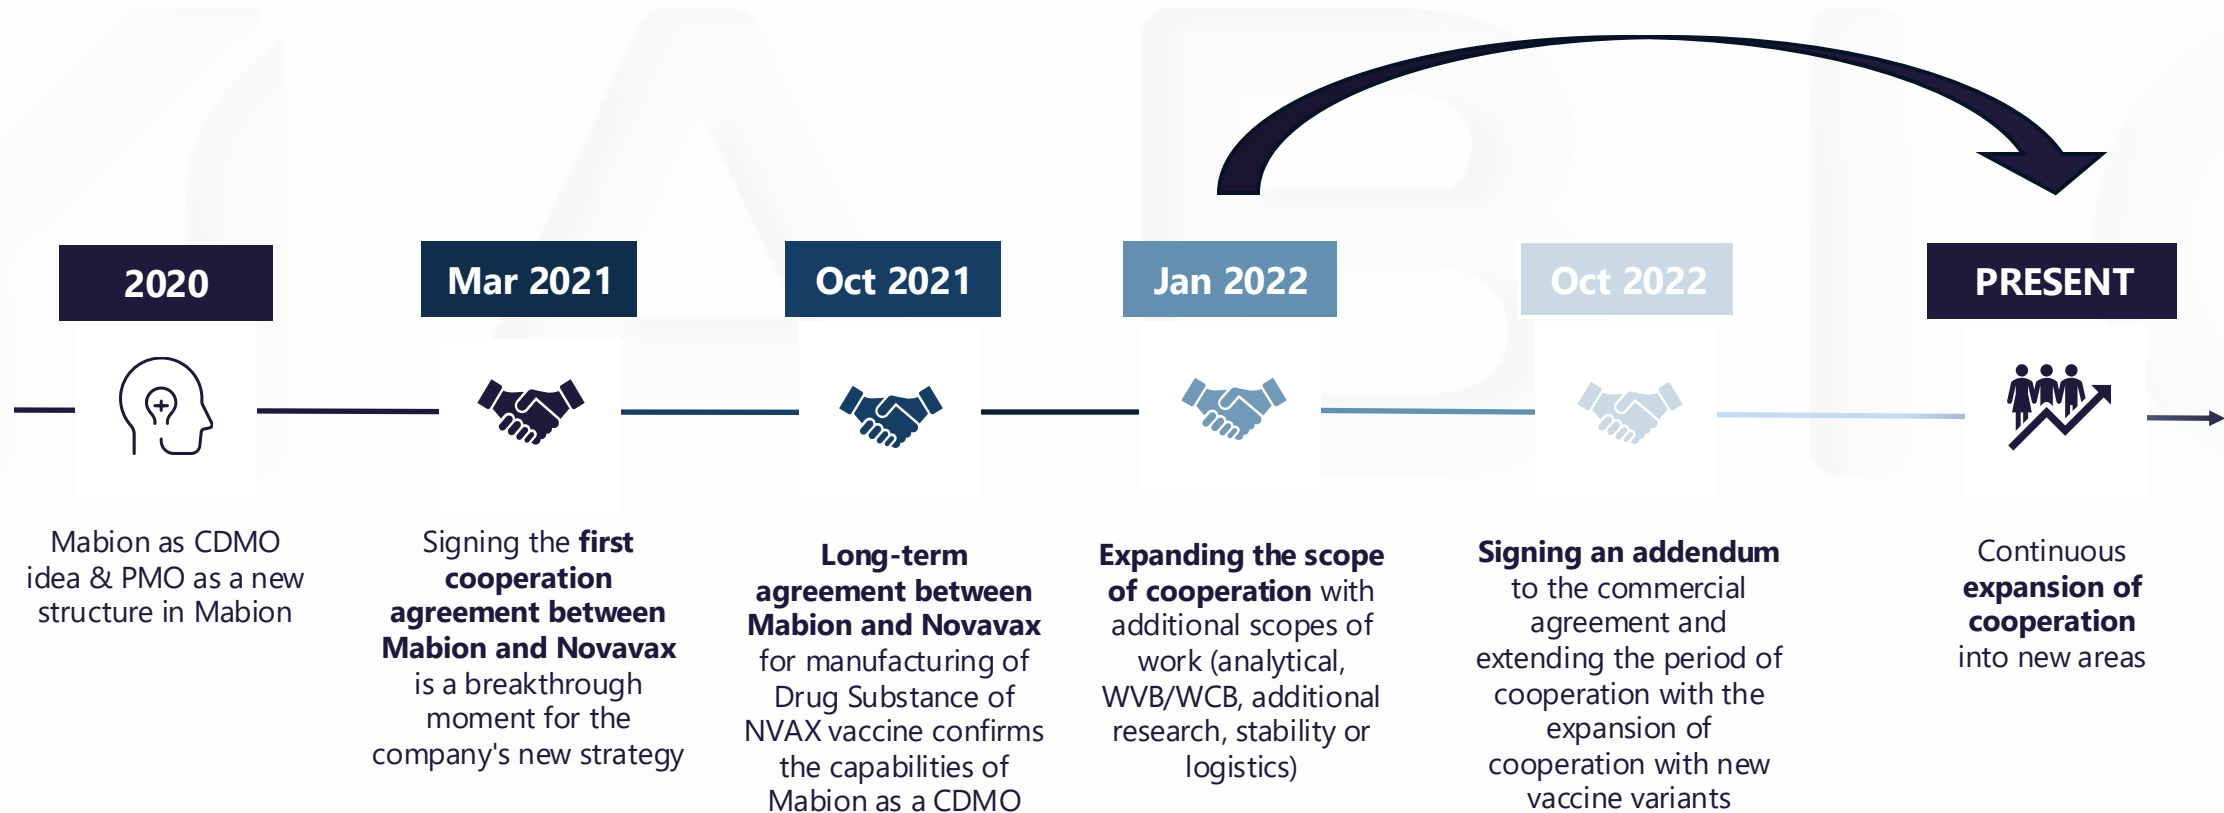 2020
Mabion as CDMO
idea & PMO as a new
structure in Mabion
Mar 2021
Signing the first
cooperation
agreement between
Mabion and Novavax
is a breakthrough
moment for the
company's new strategy
Oct 2021
Long-term
agreement between
Mabion and Novavax
for manufacturing of
Drug Substance of
NVAX vaccine confirms
the capabilities of
Mabion as a CDMO
Jan 2022
Expanding the scope
of cooperation with
additional scopes of
work (analytical,
WVB/WCB, additional
research, stability or
logistics)
Oct 2022
Signing an addendum
to the commercial
agreement and
extending the period of
cooperation with the
expansion of
cooperation with new
vaccine variants
PRESENT
Continuous
expansion of
cooperation
into new areas